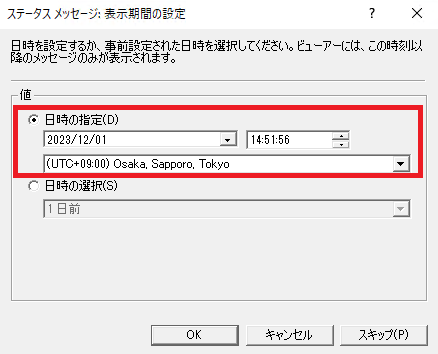 ステータス メッセージ: 表示期間の設定
日時を設定するか、事前設定された日時を選択してください。ビューアーには、この時刻以
降のメッセージのみが表示されます。
値
日時の指定(D)
2023/12/01 14:51:56
(UTC+09:00) Osaka, Sapporo, Tokyo
日時の選択(S)
1 日前
OK キャンセル スキップ(P)